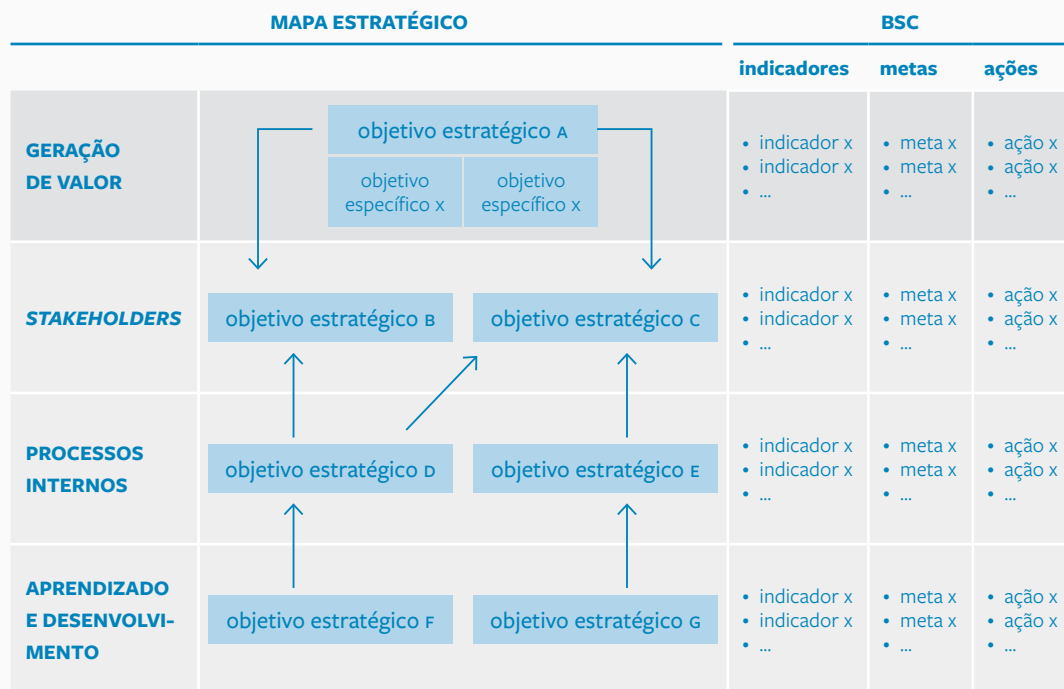 MAPA ESTRATÉGICO
BSC
indicadores
metas
ações
GERAÇÃO
DE VALOR
objetivo estratégico A
objetivo
específico x
objetivo
específico x
• indicador x
• indicador x
• ...
• meta x
• meta x
• ...
• ação x
• ação x
• ...
STAKEHOLDERS
objetivo estratégico B
objetivo estratégico C
• indicador x
• indicador x
• ...
• meta x
• meta x
• ...
• ação x
• ação x
• ...
PROCESSOS
INTERNOS
objetivo estratégico D
objetivo estratégico E
• indicador x
• indicador x
• ...
• meta x
• meta x
• ...
• ação x
• ação x
• ...
APRENDIZADO
E DESENVOLVI-
MENTO
objetivo estratégico F
objetivo estratégico G
• indicador x
• indicador x
• ...
• meta x
• meta x
• ...
• ação x
• ação x
• ...